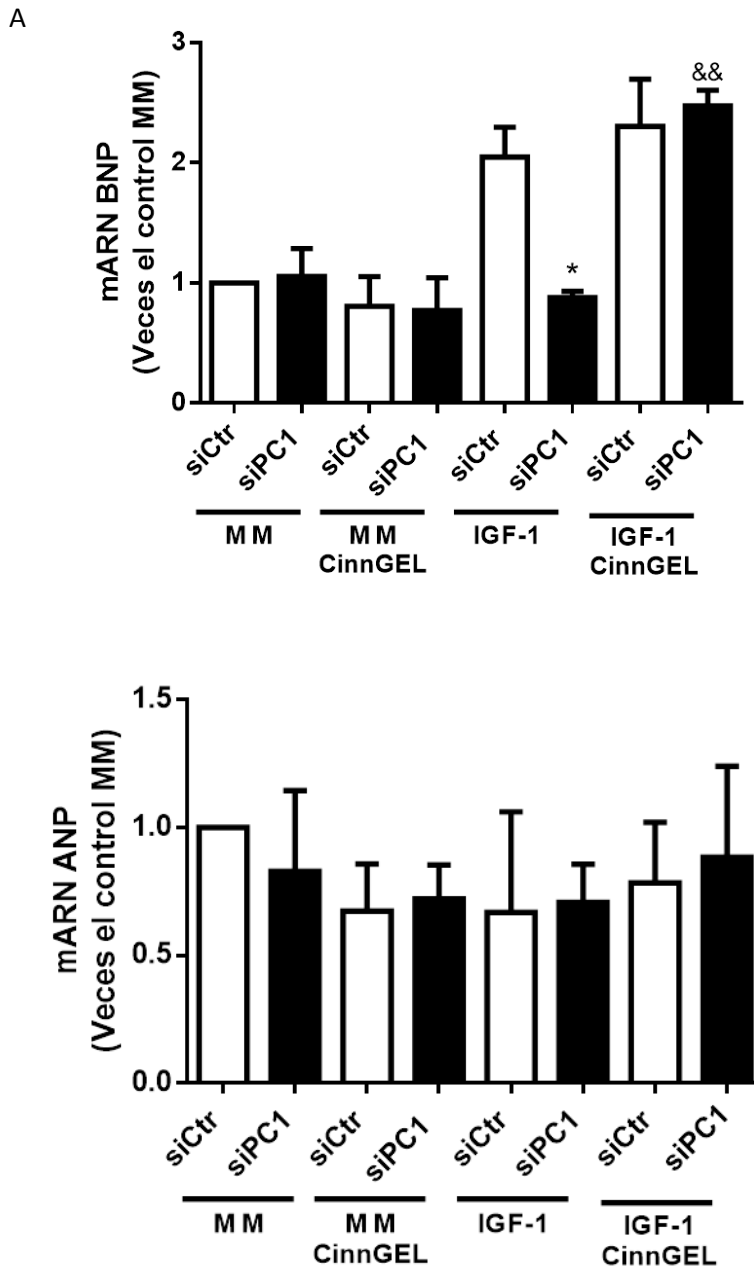 A
mARN BNP
(Veces el control MM)
3
2
1
0
*
&&
siCtr siPC1 siCtr siPC1 siCtr siPC1 siCtr siPC1
MM MM IGF-1 IGF-1
CinnGEL CinnGEL
mARN ANP
(Veces el control MM)
1.5
1.0
0.5
0.0
siCtr siPC1 siCtr siPC1 siCtr siPC1 siCtr siPC1
MM MM IGF-1 IGF-1
CinnGEL CinnGEL